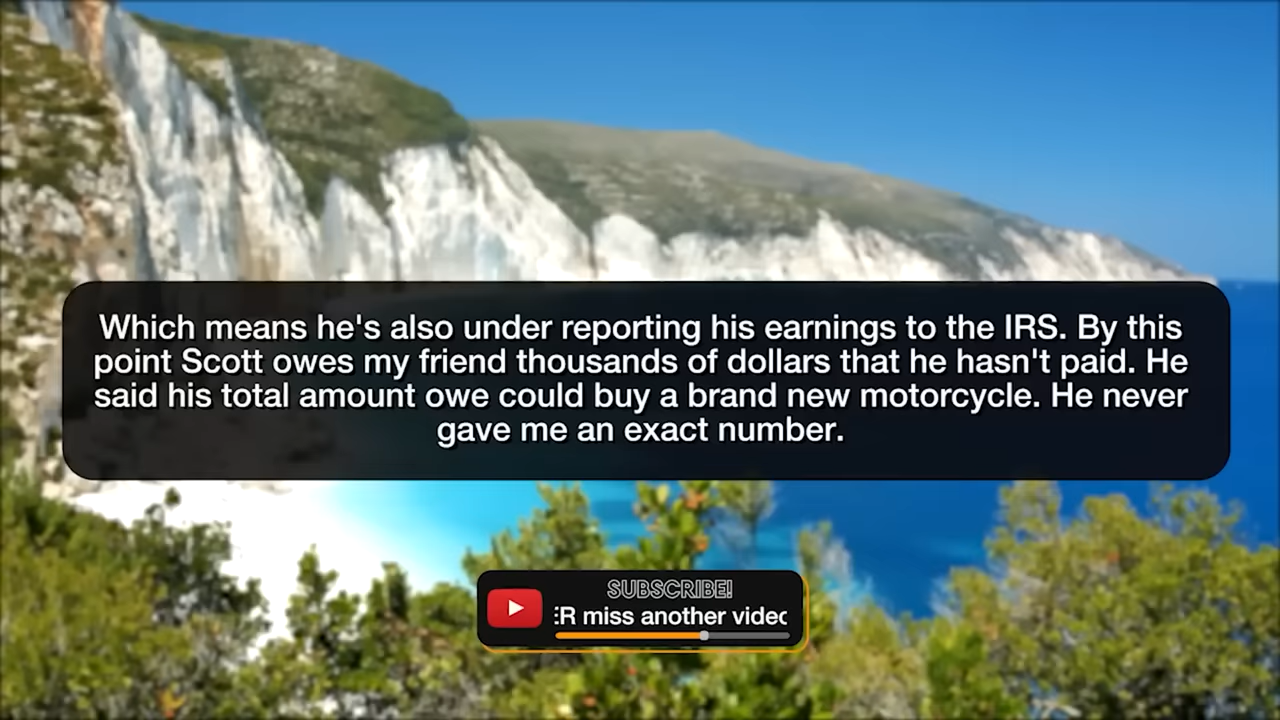 Which means he's also under reporting his earnings to the IRS. By this
point Scott owes my friend thousands of dollars that he hasn't paid. He
said his total amount owe could buy a brand new motorcycle. He never
gave me an exact number.
SUBSCRIBE!
ER miss another video